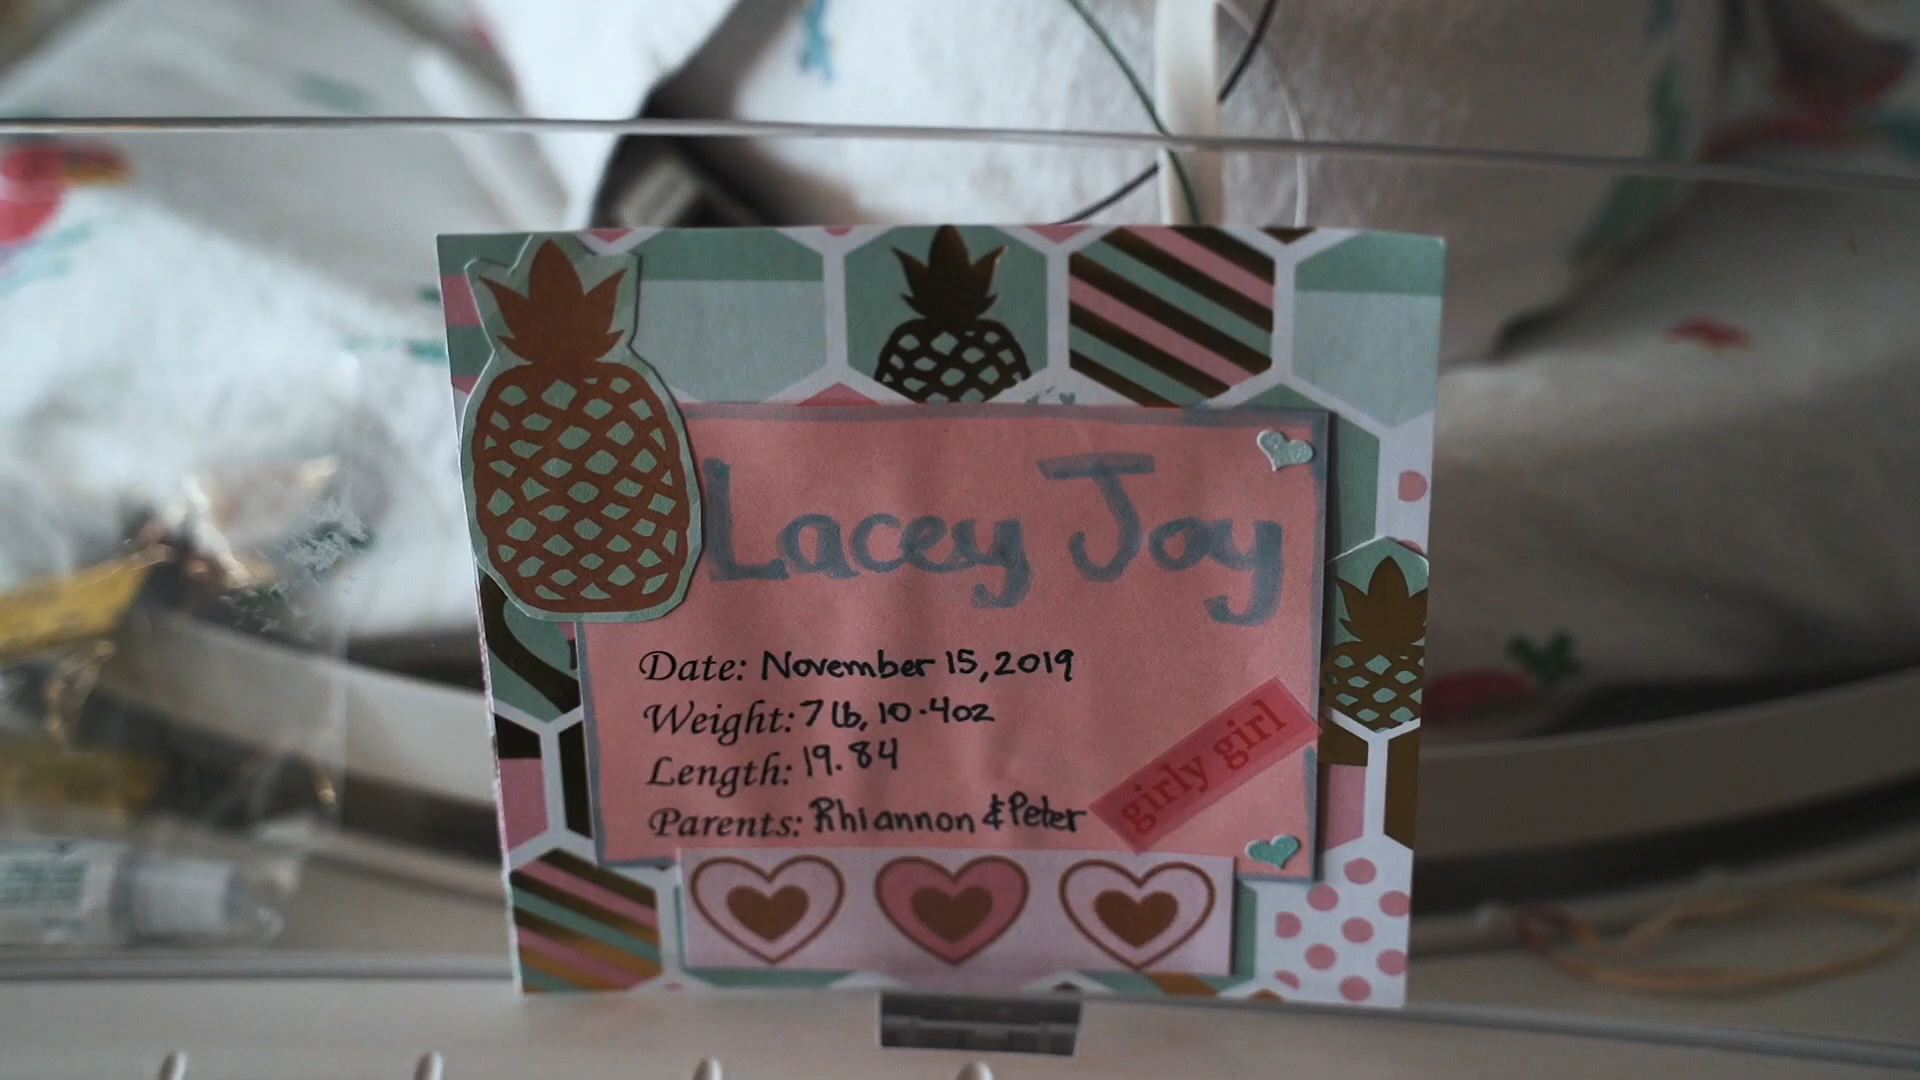 Lacey Joy
Date: November 15, 2019
Weight: 7 lb, 10.4oz
Length: 19.84
Parents: Rhiannon & Peter
girly girl